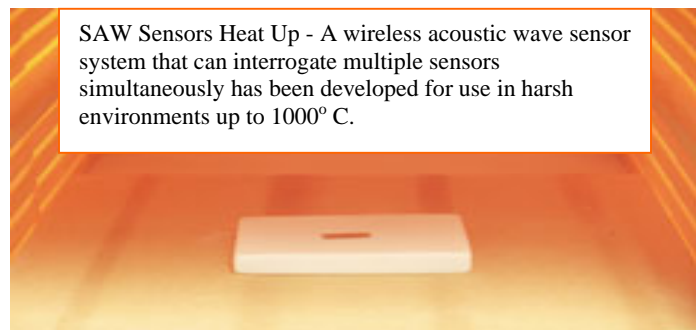 SAW Sensors Heat Up - A wireless acoustic wave sensor
system that can interrogate multiple sensors
simultaneously has been developed for use in harsh
environments up to 1000° C.